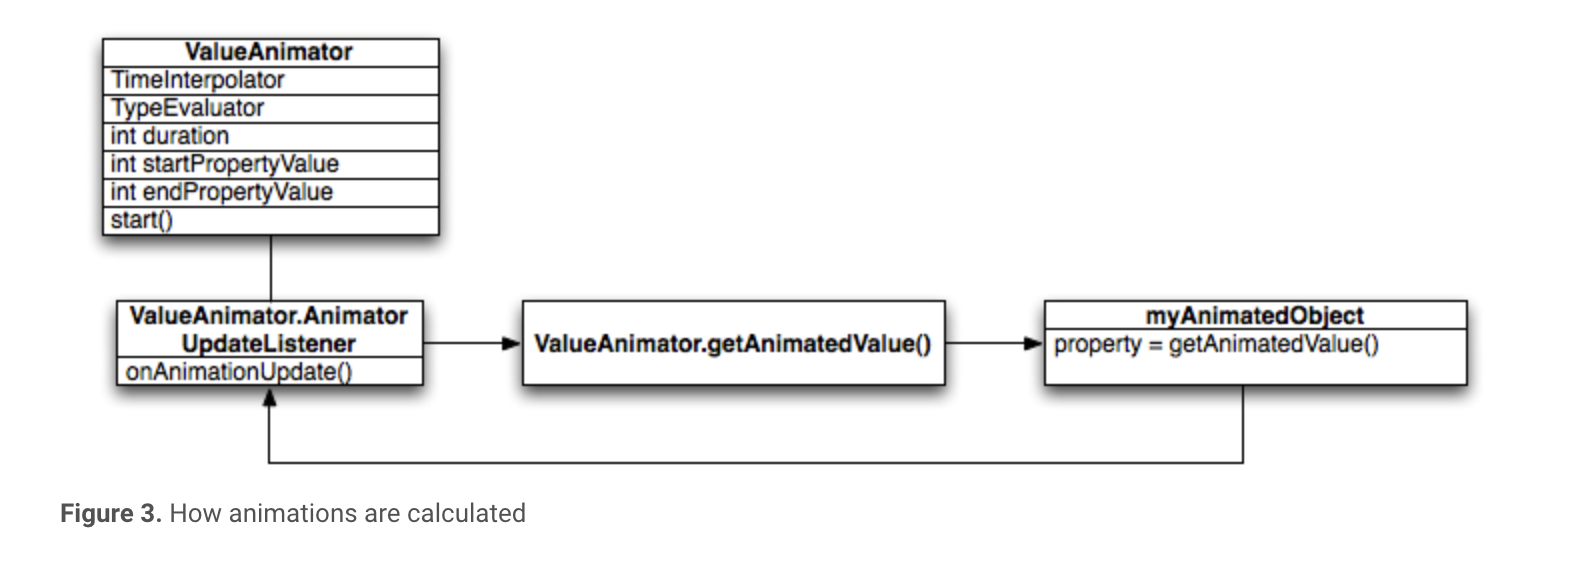 ValueAnimator
TimeInterpolator
TypeEvaluator
int duration
int startPropertyValue
int endPropertyValue
start()
ValueAnimator.Animator
UpdateListener
onAnimationUpdate()
ValueAnimator.getAnimatedValue()
myAnimatedObject
property = getAnimatedValue()
Figure 3. How animations are calculated